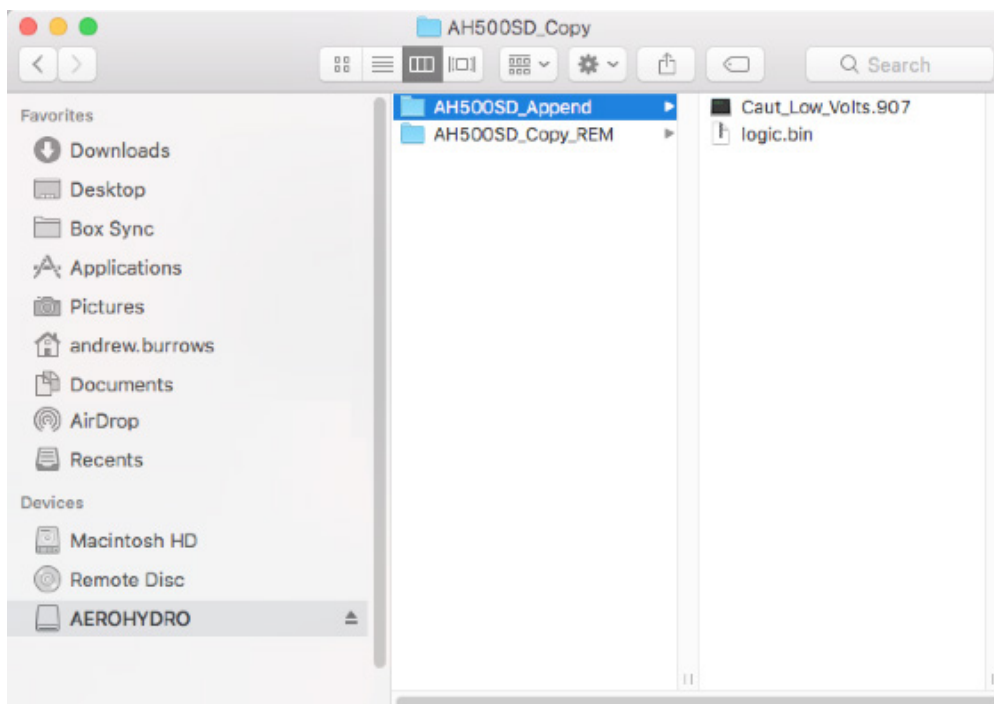 AH500SD_Copy
Search
Favorites
Downloads
Desktop
Box Sync
Applications
Pictures
andrew.burrows
Documents
AirDrop
Recents
Devices
Macintosh HD
Remote Disc
AEROHYDRO
AH500SD_Append
AH500SD_Copy_REM
Caut_Low_Volts.907
logic.bin